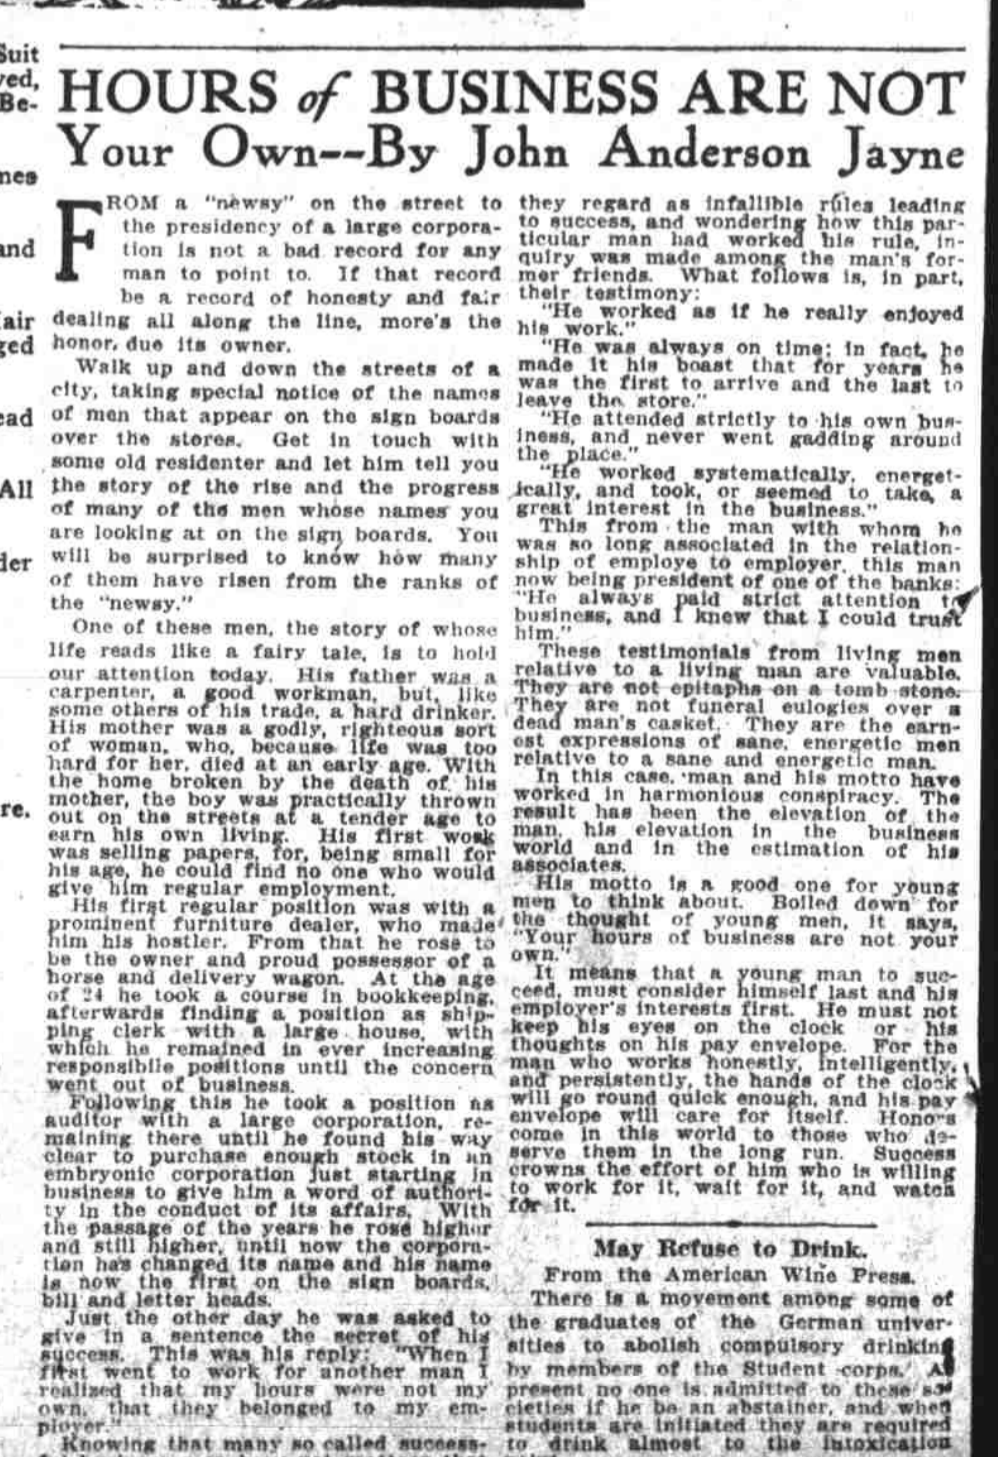 Suit
ved,
Be-
nes
and
air
ged
ead
All
der
re.
HOURS of BUSINESS ARE NOT
Your Own--By John Anderson Jayne
FROM a "newsy" on the street to
the presidency of a large corpora-
tion is not a bad record for any
man to point to. If that record
be a record of honesty and fair
dealing all along the line, more's the
honor, due its owner.
Walk up and down the streets of a
city, taking special notice of the names
of men that appear on the sign boards
over the stores. Get in touch with
some old residenter and let him tell you
the story of the rise and the progress
of many of the men whose names you
are looking at on the sign boards. You
will be surprised to know how many
of them have risen from the ranks of
the "newsy."
One of these men, the story of whose
life reads like a fairy tale, is to hold
our attention today. His father was a
carpenter, a good workman, but, like
some others of his trade, a hard drinker.
His mother was a godly, righteous sort
of woman, who, because life was too
hard for her, died at an early age. With
the home broken by the death of his
mother, the boy was practically thrown
out on the streets at a tender age to
earn his own living. His first work
was selling papers, for, being small for
his age, he could find no one who would
give him regular employment.
His first regular position was with a
prominent furniture dealer, who made
him his hostler. From that he rose to
be the owner and proud possessor of a
horse and delivery wagon. At the age
of 24 he took a course in bookkeeping,
afterwards finding a position as ship-
ping clerk with a large house, with
which he remained in ever increasing
responsibile positions until the concern
went out of business.
Following this he took a position as
auditor with a large corporation, re-
maining there until he found his way
clear to purchase enough stock in an
embryonic corporation just starting in
business to give him a word of authori-
ty in the conduct of its affairs. With
the passage of the years he rose higher
and still higher, until now the corpora-
tion has changed its name and his name
is now the first on the sign boards,
bill and letter heads.
Just the other day he was asked to
give in a sentence the secret of his
success. This was his reply: "When I
first went to work for another man I
realized that my hours were not my
own, that they belonged to my em-
ployer."
Knowing that many so called success-
they regard as infallible rules leading
to success, and wondering how this par-
ticular man had worked his rule, in-
quiry was made among the man's for-
mer friends. What follows is, in part,
their testimony:
"He worked as if he really enjoyed
his work."
"He was always on time; in fact, he
made it his boast that for years he
was the first to arrive and the last to
leave the store."
"He attended strictly to his own bus-
iness, and never went gadding around
the place."
"He worked systematically, energet-
ically, and took, or seemed to take, a
great interest in the business."
This from the man with whom he
was so long associated in the relation-
ship of employe to employer, this man
now being president of one of the banks:
"He always paid strict attention to
business, and I knew that I could trust
him."
These testimonials from living men
relative to a living man are valuable.
They are not epitaphs on a tomb stone.
They are not funeral eulogies over a
dead man's casket. They are the earn-
est expressions of sane, energetic men
relative to a sane and energetic man.
In this case, man and his motto have
worked in harmonious conspiracy. The
result has been the elevation of the
man, his elevation in the business
world and in the estimation of his
associates.
His motto is a good one for young
men to think about. Boiled down for
the thought of young men, it says,
"Your hours of business are not your
own."
It means that a young man to suc-
ceed, must consider himself last and his
employer's interests first. He must not
keep his eyes on the clock or his
thoughts on his pay envelope. For the
man who works honestly, intelligently,
and persistently, the hands of the clock
will go round quick enough, and his pay
envelope will care for itself. Honors
come in this world to those who de-
serve them in the long run. Success
crowns the effort of him who is willing
to work for it, wait for it, and watch
for it.
May Refuse to Drink.
From the American Wine Press.
There is a movement among some of
the graduates of the German univer-
sities to abolish compulsory drinking
by members of the Student corps. At
present no one is admitted to these so-
cieties if he be an abstainer, and when
students are initiated they are required
to drink almost to the intoxication